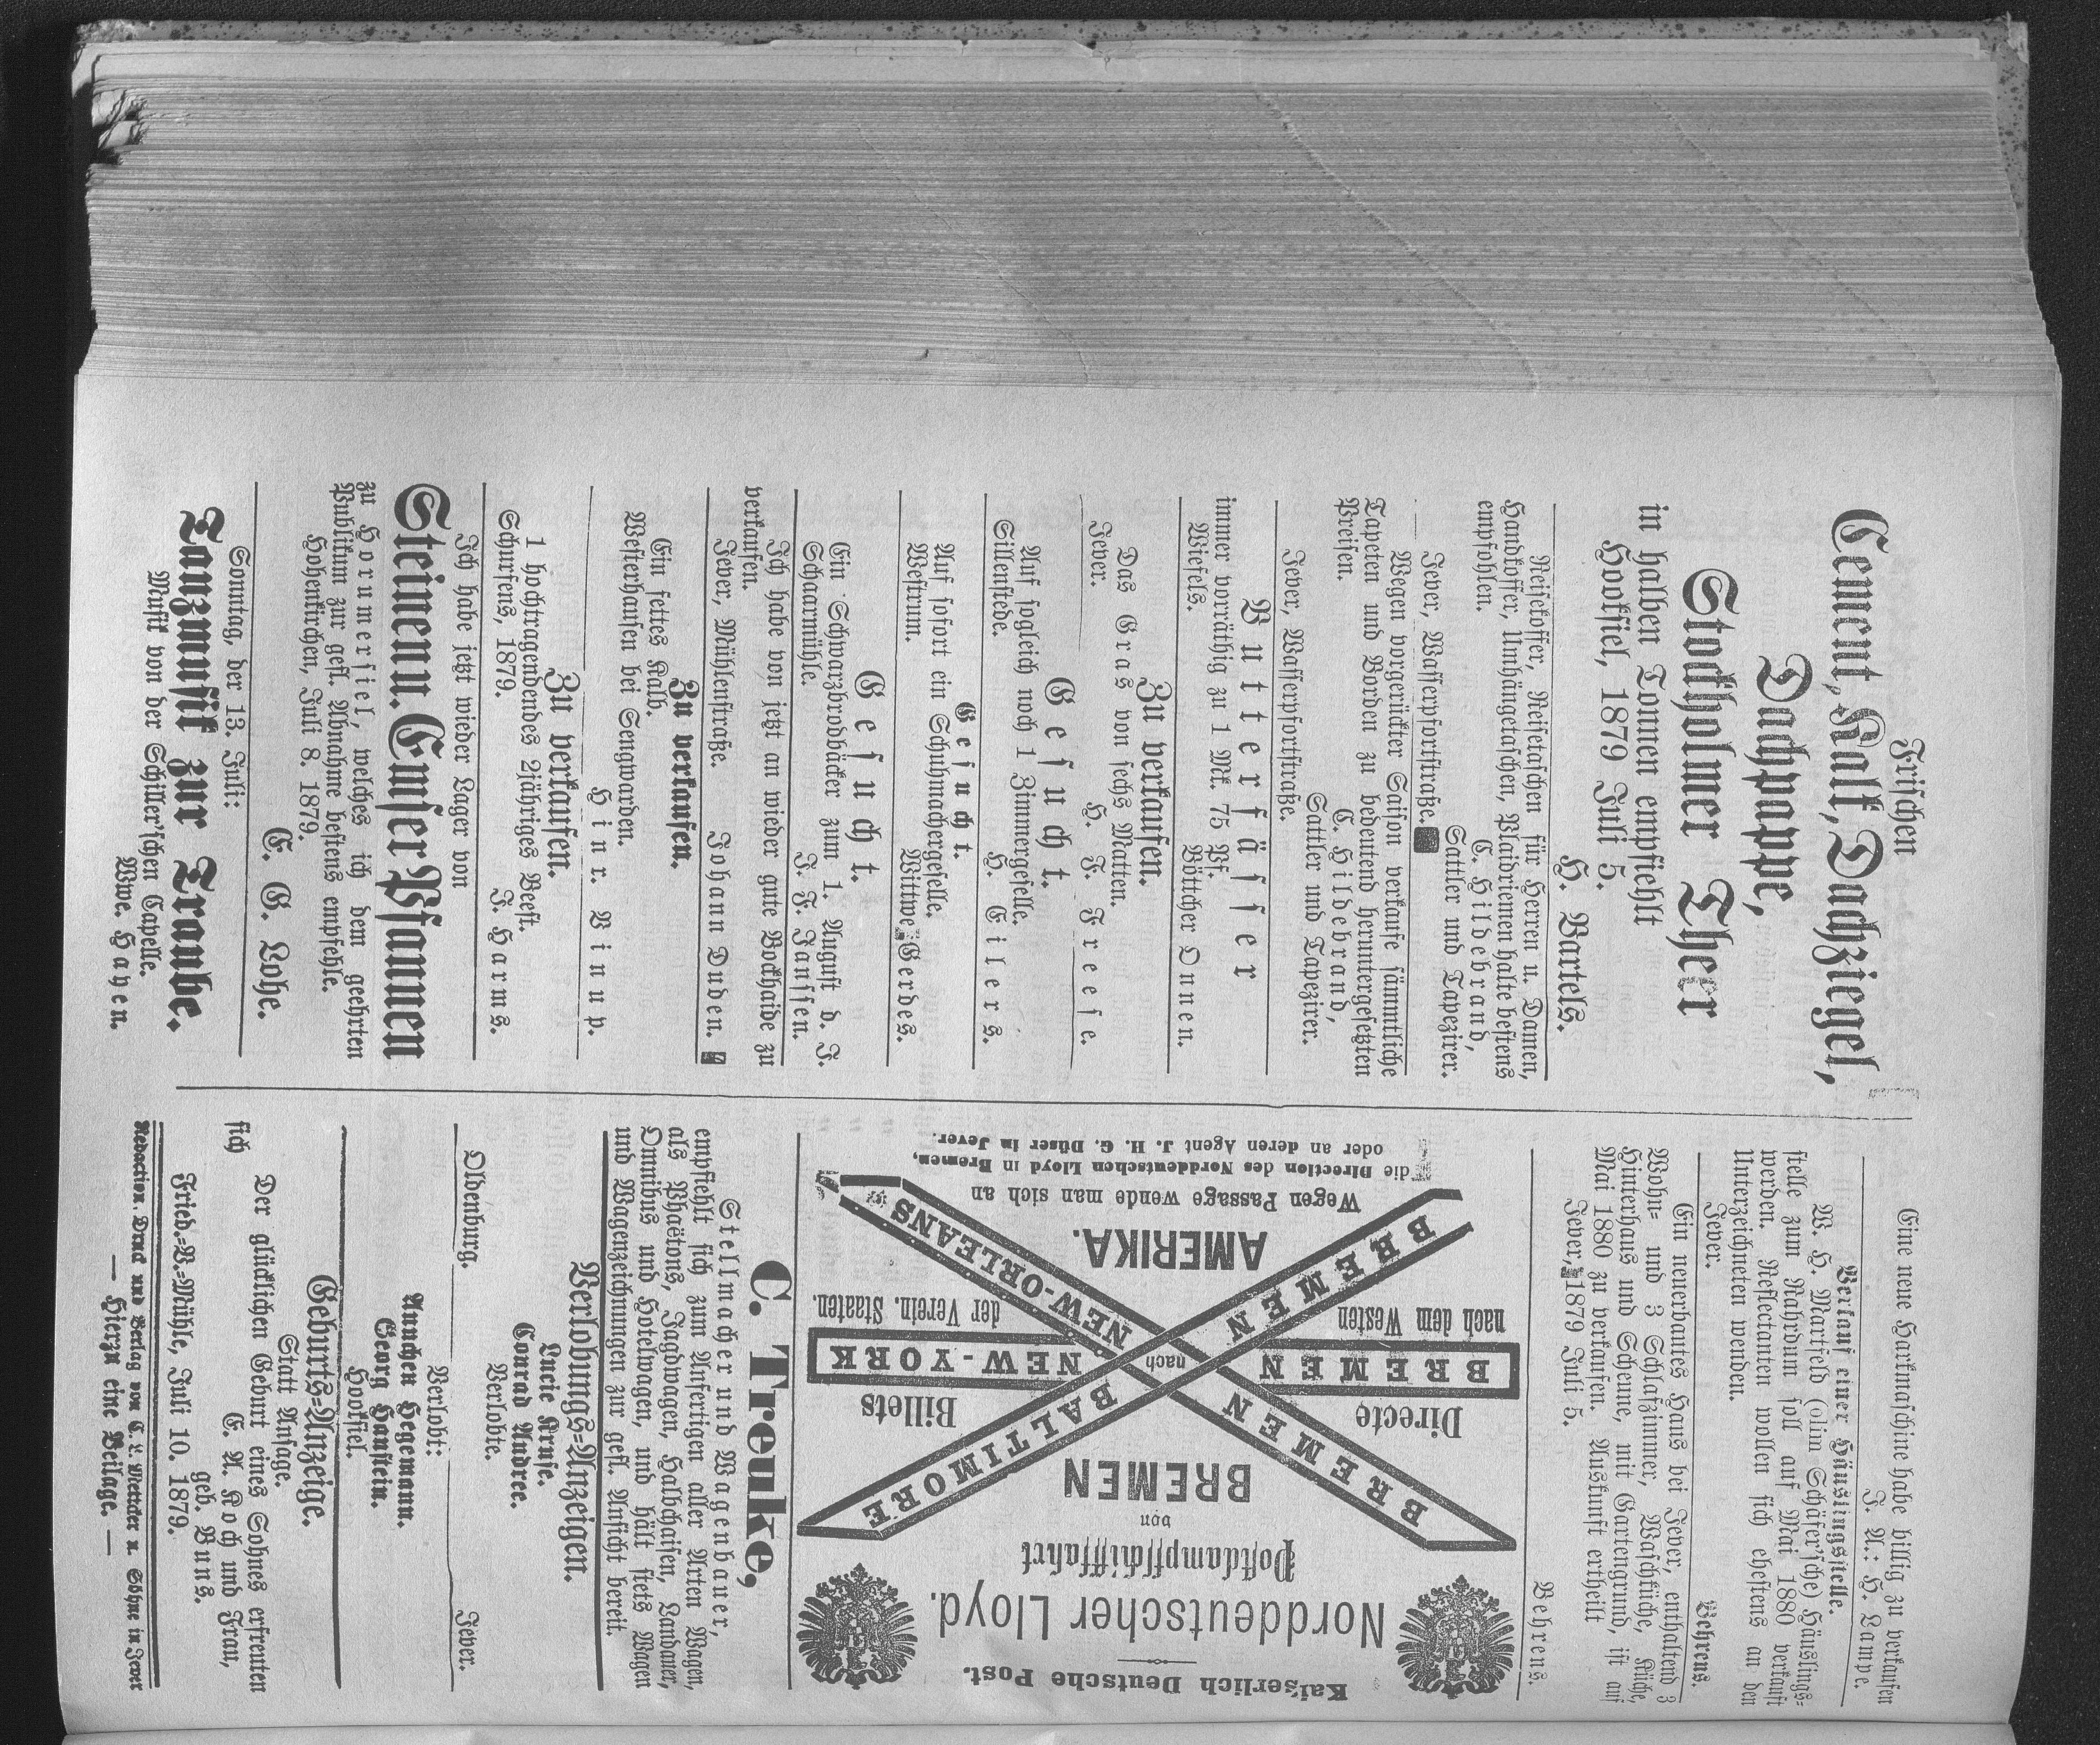 Frischen
Cement, Kalk, Dachziegel,
Dachpappe,
Stockholmer Theer
in halben Tonnen empfiehlt
Hooksiel, 1879 Juli 5.
H. Bartels.
Reisekoffer, Reisetaschen für Herren u. Damen,
Handkoffer, Umhängetaschen, Plaidriemen halte bestens
empfohlen.
C. Hildebrand,
Sattler und Tapezirer.
Jever, Wasserpfortstraße.
Wegen vorgerückter Saison verkaufe sämmtliche
Tapeten und Borden zu bedeutend heruntergesetzten
Preisen.
C. Hildebrand,
Sattler und Tapezirer.
Jever, Wasserpfortstraße.
Butterfässer
immer vorräthig zu 1 Mk. 75 Pf.
Wiefels.
Böttcher Onnen.
Zu verkaufen.
Das Gras von sechs Matten.
Jever.
H. F. Freese.
Gesucht.
Auf sogleich noch 1 Zimmergeselle.
Sillenstede.
H. Eilers.
Gesucht.
Auf sofort ein Schuhmachergeselle.
Westrum.
Wittwe Gerdes.
Gesucht.
Ein Schwarzbrodbäcker zum 1. August d. J.
Schaarmühle.
J. F. Janssen.
Ich habe von jetzt an wieder gute Bockhaide zu
verkaufen.
Jever, Mühlenstraße. Johann Duden.
Zu verkaufen.
Ein fettes Kalb.
Westerhausen bei Sengwarden.
Hinr. Vinup.
Zu verkaufen.
1 hochtragendendes 2jähriges Beest.
Schurfens, 1879.
J. Harms.
Ich habe jetzt wieder Lager von
Steinen u. Emser Pfannen
zu Horumersiel, welches ich dem geehrten
Publikum zur gefl. Abnahme bestens empfehle.
Hohenkirchen, Juli 8. 1879.
E. E. Lohe.
Sonntag, der 13. Juli:
Tanzmusik zur Traube.
Musik von der Schiller'schen Capelle.
Wwe. Hayen.
Eine neue Harkmaschine habe billig zu verkaufen
J. A.: H. Lampe.
Verkauf einer Häuslingsstelle.
W. H. Martfeld (olim Schäfer'sche) Häuslings-
stelle zum Nahrdum soll auf Mai 1880 verkauft
werden. Reflectanten wollen sich ehestens an den
Unterzeichneten wenden.
Jever.
Behrens.
Ein neuerbautes Haus bei Jever, enthaltend 3
Wohn- und 3 Schlafzimmer, Waschküche, Küche,
Hinterhaus und Scheune, mit Gartengrund, ist auf
Mai 1880 zu verkaufen. Auskunft ertheilt
Jever, 1879 Juli 5.
Behrens.
Kaiserlich Deutsche Post.
Norddeutscher Lloyd.
Postdampfschifffahrt
von
BREMEN
BREMEN
BALTIMORE
Directe
Billets
BREMEN
nach
NEW-YORK
nach dem Westen
der Verein. Staaten.
BREMEN
NEW-ORLEANS
AMERIKA.
Wegen Passage wende man sich an
die Direction des Norddeutschen Lloyd in Bremen,
oder an deren Agent J. H. G. Düser in Jever.
C. Treuke,
Stellmacher und Wagenbauer,
empfiehlt sich zum Anfertigen aller Arten Wagen,
als Phaëtons, Jagdwagen, Halbchaisen, Landauer,
Omnibus und Hotelwagen, und hält stets Wagen
und Wagenzeichnungen zur gefl. Ansicht bereit.
Verlobungs-Anzeigen.
Lucie Kruse.
Conrad Andree.
Verlobte.
Oldenburg.
Jever.
Verlobt:
Annchen Hegemann.
Georg Hanstein.
Hooksiel.
Geburts-Anzeige.
Statt Ansage.
Der glücklichen Geburt eines Sohnes erfreuten
sich
E. A. Koch und Frau,
geb. Buns.
Fried.-A.-Mühle, Juli 10. 1879.
Redaction, Druck und Verlag von C. L. Mettcker u. Söhne in Jever
— Hierzu eine Beilage. —